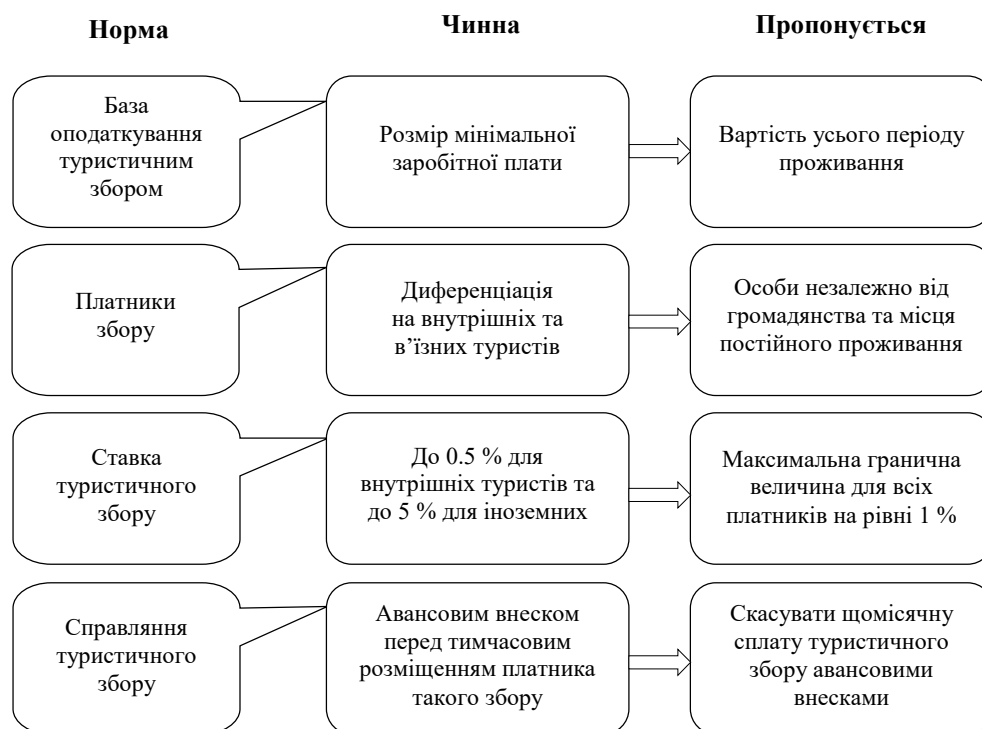 Норма
Чинна
Пропонується
База
оподаткування
туристичним
збором
Розмір мінімальної
заробітної плати
Вартість усього періоду
проживання
Платники
збору
Диференціація
на внутрішніх та
в’їзних туристів
Особи незалежно від
громадянства та місця
постійного проживання
Ставка
туристичного
збору
До 0.5 % для
внутрішніх туристів та
до 5 % для іноземних
Максимальна гранична
величина для всіх
платників на рівні 1 %
Справляння
туристичного
збору
Авансовим внеском
перед тимчасовим
розміщенням платника
такого збору
Скасувати щомісячну
сплату туристичного
збору авансовими
внесками